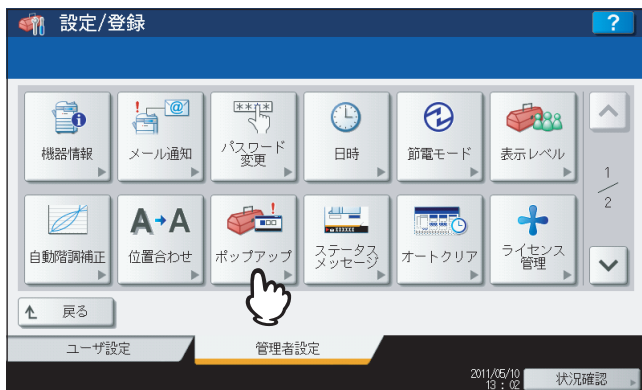 設定/登録
?
機器情報
メール通知
パスワード
変更
日時
節電モード
表示レベル
1
2
自動階調補正
位置合わせ
ポップアップ
ステータス
メッセージ
オートクリア
ライセンス
管理
戻る
ユーザ設定
管理者設定
2011/05/10
13 : 02
状況確認